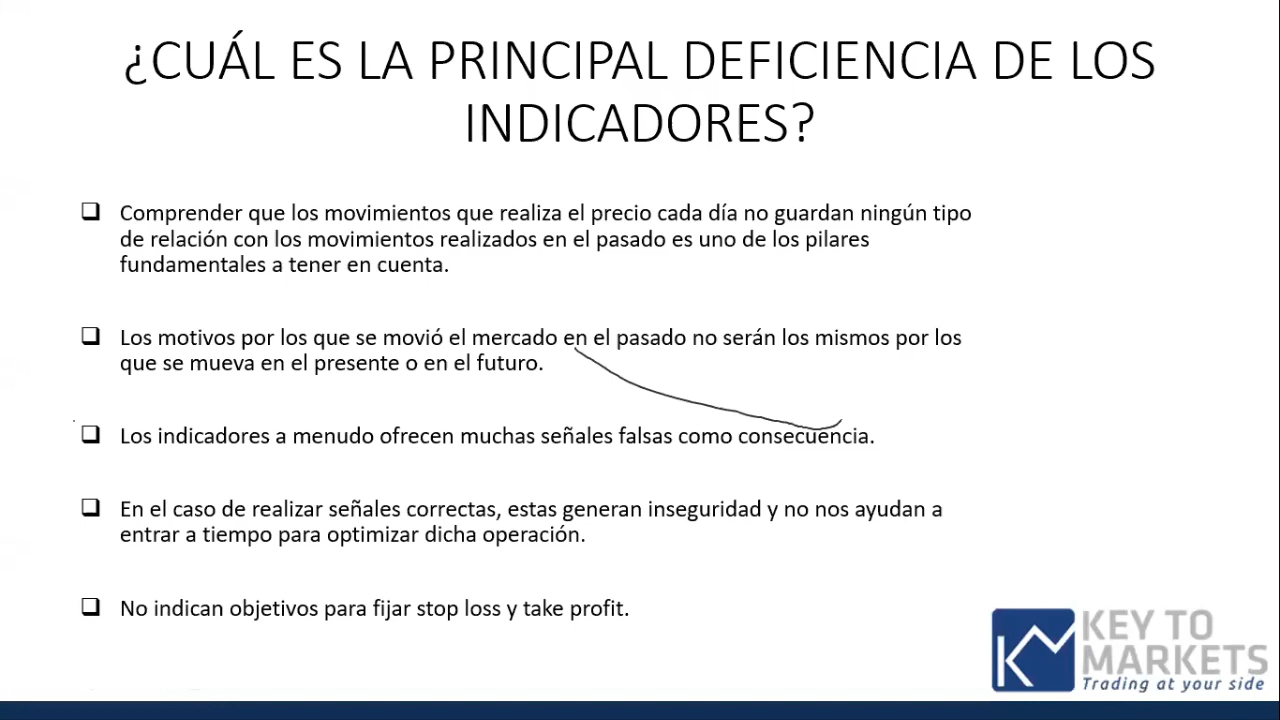 ¿CUÁL ES LA PRINCIPAL DEFICIENCIA DE LOS
INDICADORES?
Comprender que los movimientos que realiza el precio cada día no guardan ningún tipo
de relación con los movimientos realizados en el pasado es uno de los pilares
fundamentales a tener en cuenta.
Los motivos por los que se movió el mercado en el pasado no serán los mismos por los
que se mueva en el presente o en el futuro.
Los indicadores a menudo ofrecen muchas señales falsas como consecuencia.
En el caso de realizar señales correctas, estas generan inseguridad y no nos ayudan a
entrar a tiempo para optimizar dicha operación.
No indican objetivos para fijar stop loss y take profit.
KEY TO
MARKETS
Trading at your side